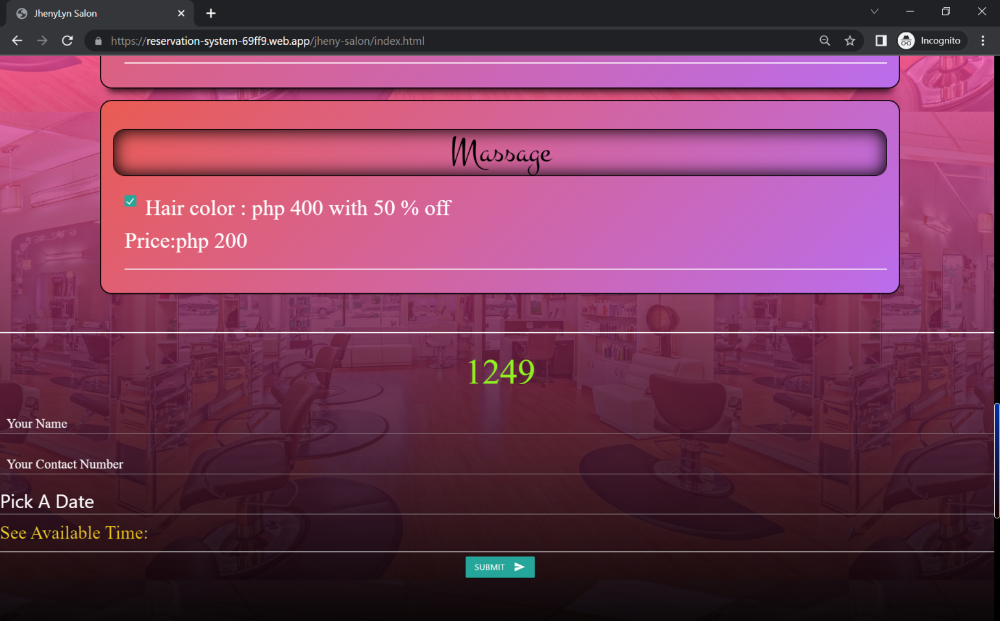 JhenyLyn Salon
https://reservation-system-69ff9.web.app/jheny-salon/index.html
Incognito
Massage
Hair color : php 400 with 50 % off
Price:php 200
1249
Your Name
Your Contact Number
Pick A Date
See Available Time:
SUBMIT